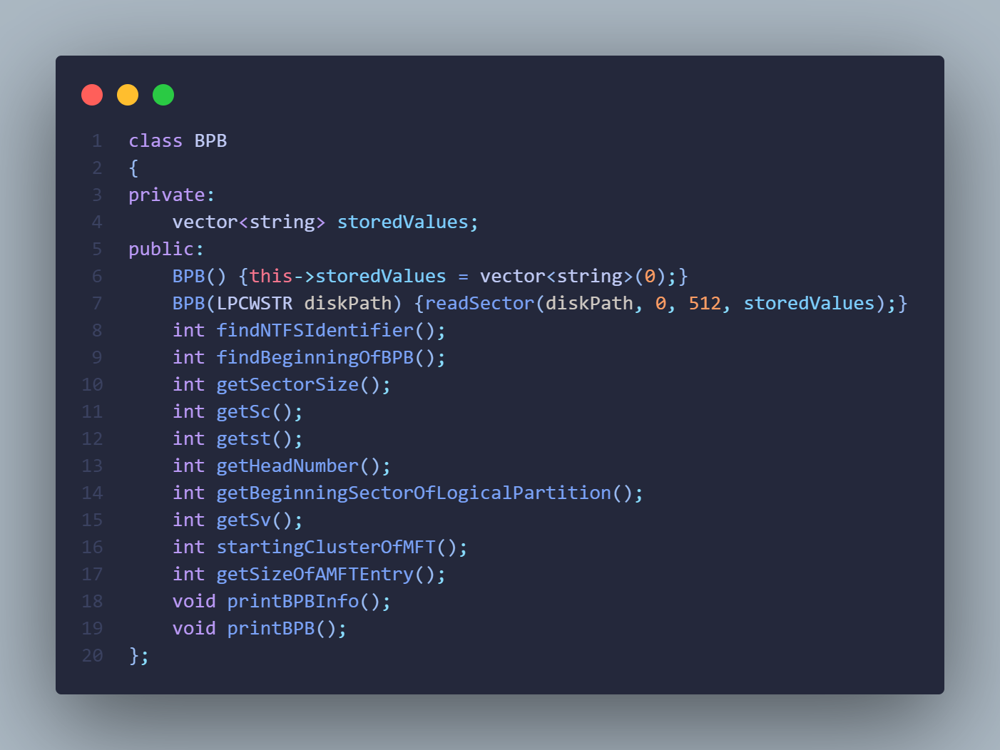 1 class BPB
2 {
3 private:
4     vector<string> storedValues;
5 public:
6     BPB() {this->storedValues = vector<string>(0);}
7     BPB(LPCWSTR diskPath) {readSector(diskPath, 0, 512, storedValues);}
8     int findNTFSIdentifier();
9     int findBeginningOfBPB();
10     int getSectorSize();
11     int getSc();
12     int getst();
13     int getHeadNumber();
14     int getBeginningSectorOfLogicalPartition();
15     int getSv();
16     int startingClusterOfMFT();
17     int getSizeOfAMFTEntry();
18     void printBPBInfo();
19     void printBPB();
20 };